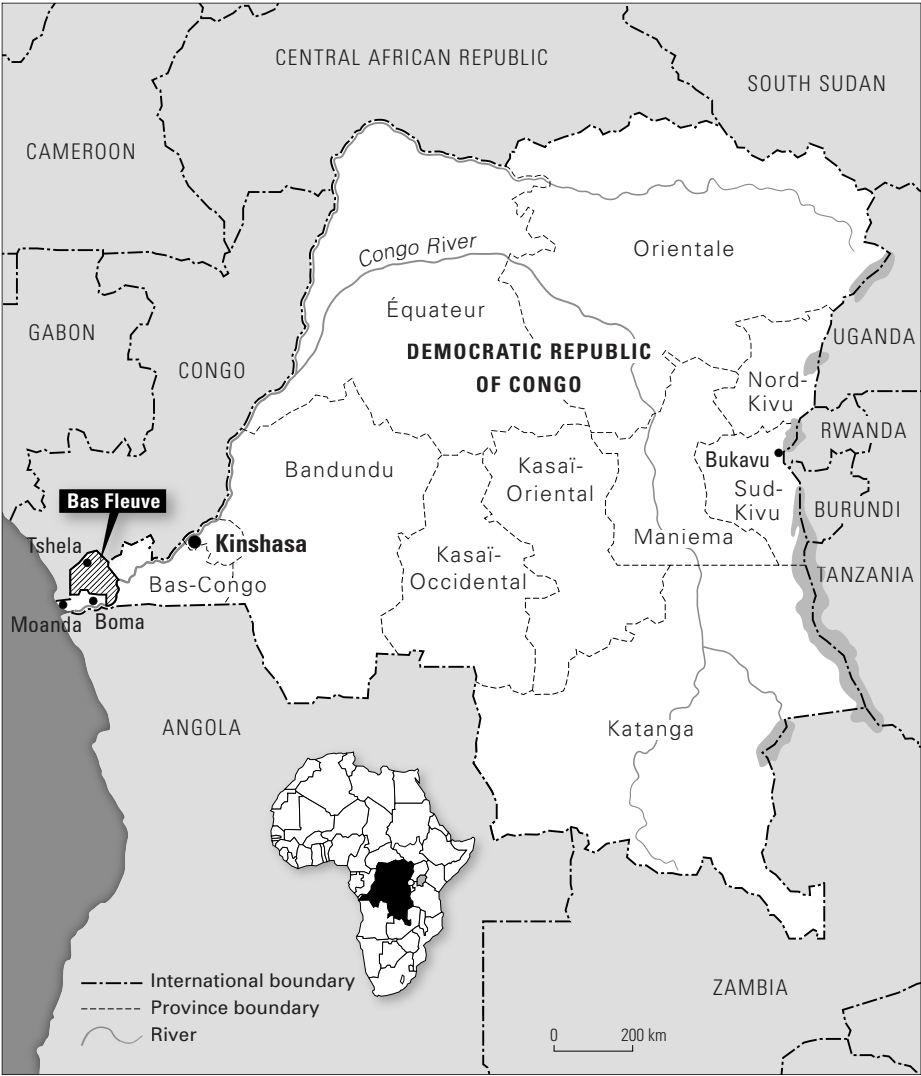 CENTRAL AFRICAN REPUBLIC
SOUTH SUDAN
CAMEROON
Congo River
Orientale
Équateur
GABON
UGANDA
CONGO
DEMOCRATIC REPUBLIC
OF CONGO
Nord-
Kivu
RWANDA
Bandundu
Kasaï-
Oriental
Bukavu
Sud-
Kivu
BURUNDI
Bas Fleuve
Tshela
Kinshasa
Maniema
Kasaï-
Occidental
TANZANIA
Bas-Congo
Moanda
Boma
ANGOLA
Katanga
International boundary
Province boundary
River
ZAMBIA
0 200 km